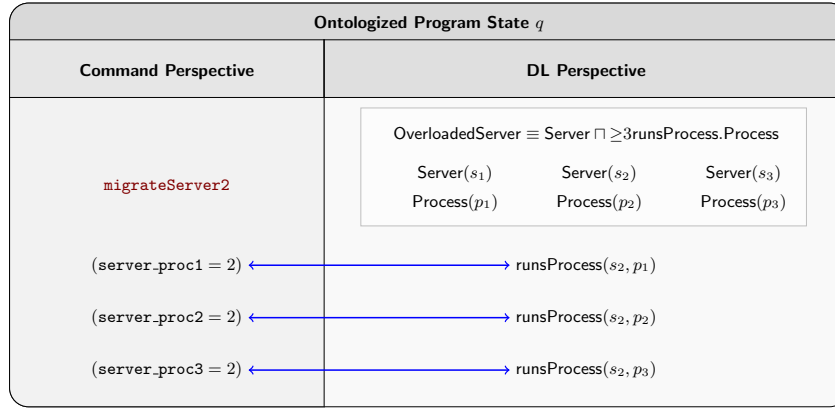 Ontologized Program State q
Command Perspective DL Perspective
OverloadedServer ≡ Server ⊓ ≥3runsProcess.Process
Server(s₁) Server(s₂) Server(s₃)
migrateServer2
Process(p₁) Process(p₂) Process(p₃)
(server_proc1 = 2) runsProcess(s₂, p₁)
(server_proc2 = 2) runsProcess(s₂, p₂)
(server_proc3 = 2) runsProcess(s₂, p₃)